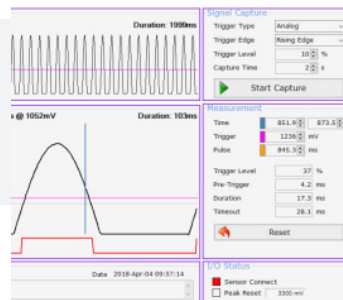 Duration: 1999ms
s @ 1052mV
Duration: 103ms
Date 2018-Apr-04 09:57:14
Signal Capture
Trigger Type Analog
Trigger Edge Rising Edge
Trigger Level 10 %
Capture Time 2 s
Start Capture
Measurement
Time 851.9 873.5
Trigger 1236 mV
Pulse 845.3 ms
Trigger Level 37 %
Pre-Trigger 4.2 ms
Duration 17.3 ms
Timeout 28.1 ms
Reset
I/O Status
Sensor Connect
Peak Reset 3300 mV